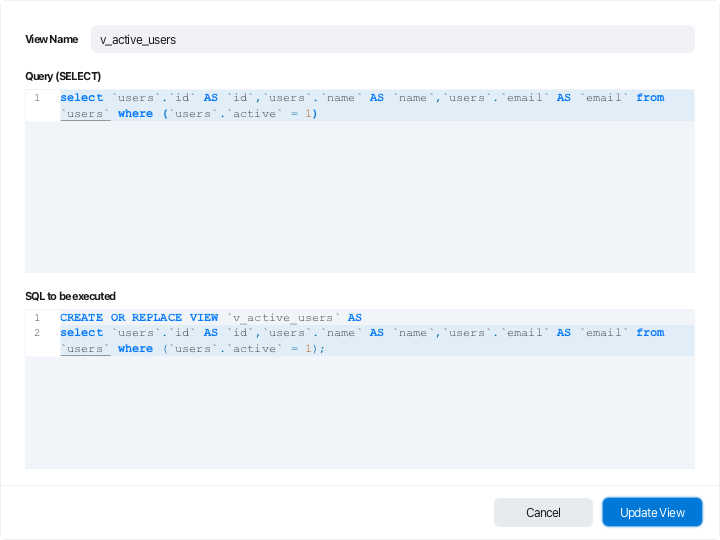 View Name
v_active_users
Query (SELECT)
1 select `users`.`id` AS `id`,`users`.`name` AS `name`,`users`.`email` AS `email` from
`users` where (`users`.`active` = 1)
SQL to be executed
1 CREATE OR REPLACE VIEW `v_active_users` AS
2 select `users`.`id` AS `id`,`users`.`name` AS `name`,`users`.`email` AS `email` from
`users` where (`users`.`active` = 1);
Cancel
Update View